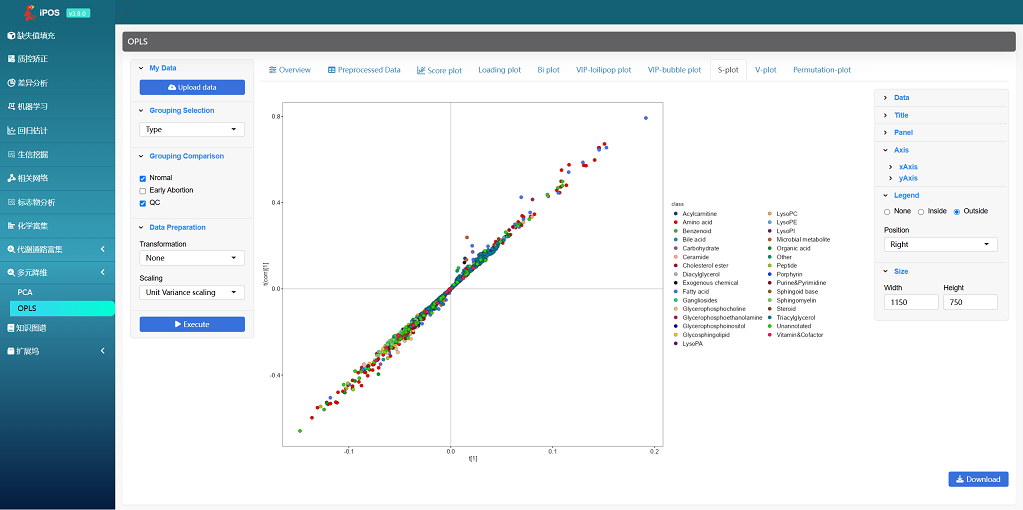 iPOS v3.8.0
缺失值填充
质控矫正
差异分析
机器学习
回归估计
生信挖掘
相关网络
标志物分析
化学富集
代谢通路富集
多元降维
PCA
OPLS
知识图谱
扩展坞
OPLS
My Data
Upload data
Grouping Selection
Type
Grouping Comparison
Nromal
Early Abortion
QC
Data Preparation
Transformation
None
Scaling
Unit Variance scaling
Execute
Overview
Preprocessed Data
Score plot
Loading plot
Bi plot
VIP-lollipop plot
VIP-bubble plot
S-plot
V-plot
Permutation-plot
0.8
0.4
0.0
-0.4
t(corr)[1]
-0.1
0.0
0.1
0.2
t[1]
class
Acylcarnitine
Amino acid
Benzenoid
Bile acid
Carbohydrate
Ceramide
Cholesterol ester
Diacylglycerol
Exogenous chemical
Fatty acid
Gangliosides
Glycerophosphocholine
Glycerophosphoethanolamine
Glycerophosphoinositol
Glycosphingolipid
LysoPA
LysoPC
LysoPE
LysoPI
Microbial metabolite
Organic acid
Other
Peptide
Porphyrin
Purine&Pyrimidine
Sphingoid base
Sphingomyelin
Steroid
Triacylglycerol
Unannotated
Vitamin&Cofactor
Data
Title
Panel
Axis
xAxis
yAxis
Legend
None
Inside
Outside
Position
Right
Size
Width
Height
1150
750
Download